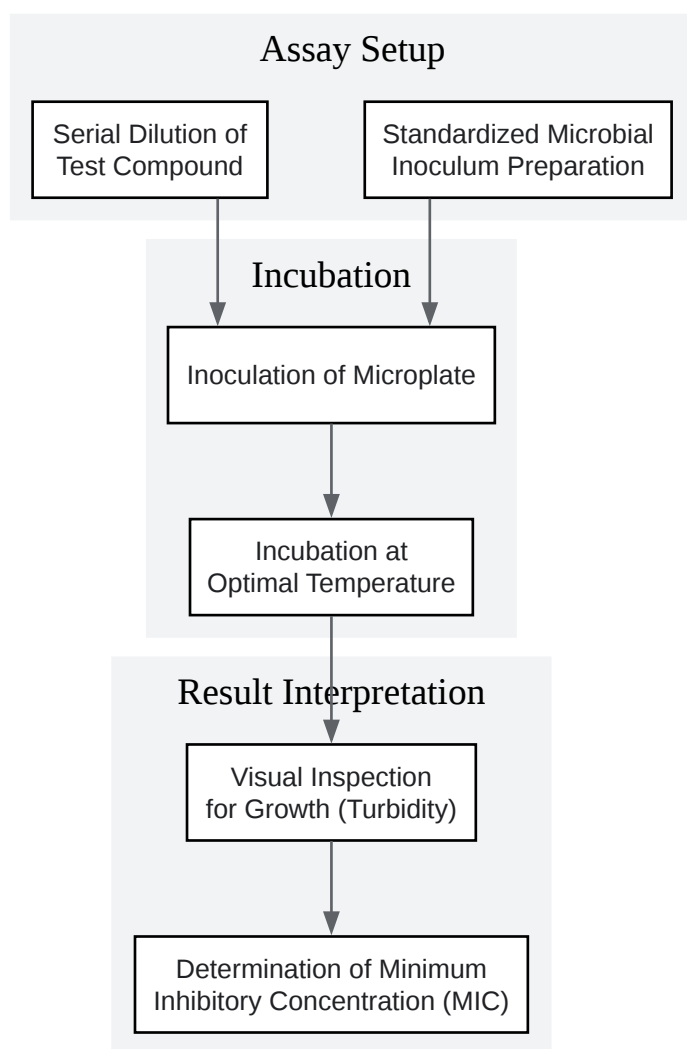 Assay Setup
Serial Dilution of
Test Compound
Standardized Microbial
Inoculum Preparation
Incubation
Inoculation of Microplate
Incubation at
Optimal Temperature
Result Interpretation
Visual Inspection
for Growth (Turbidity)
Determination of Minimum
Inhibitory Concentration (MIC)